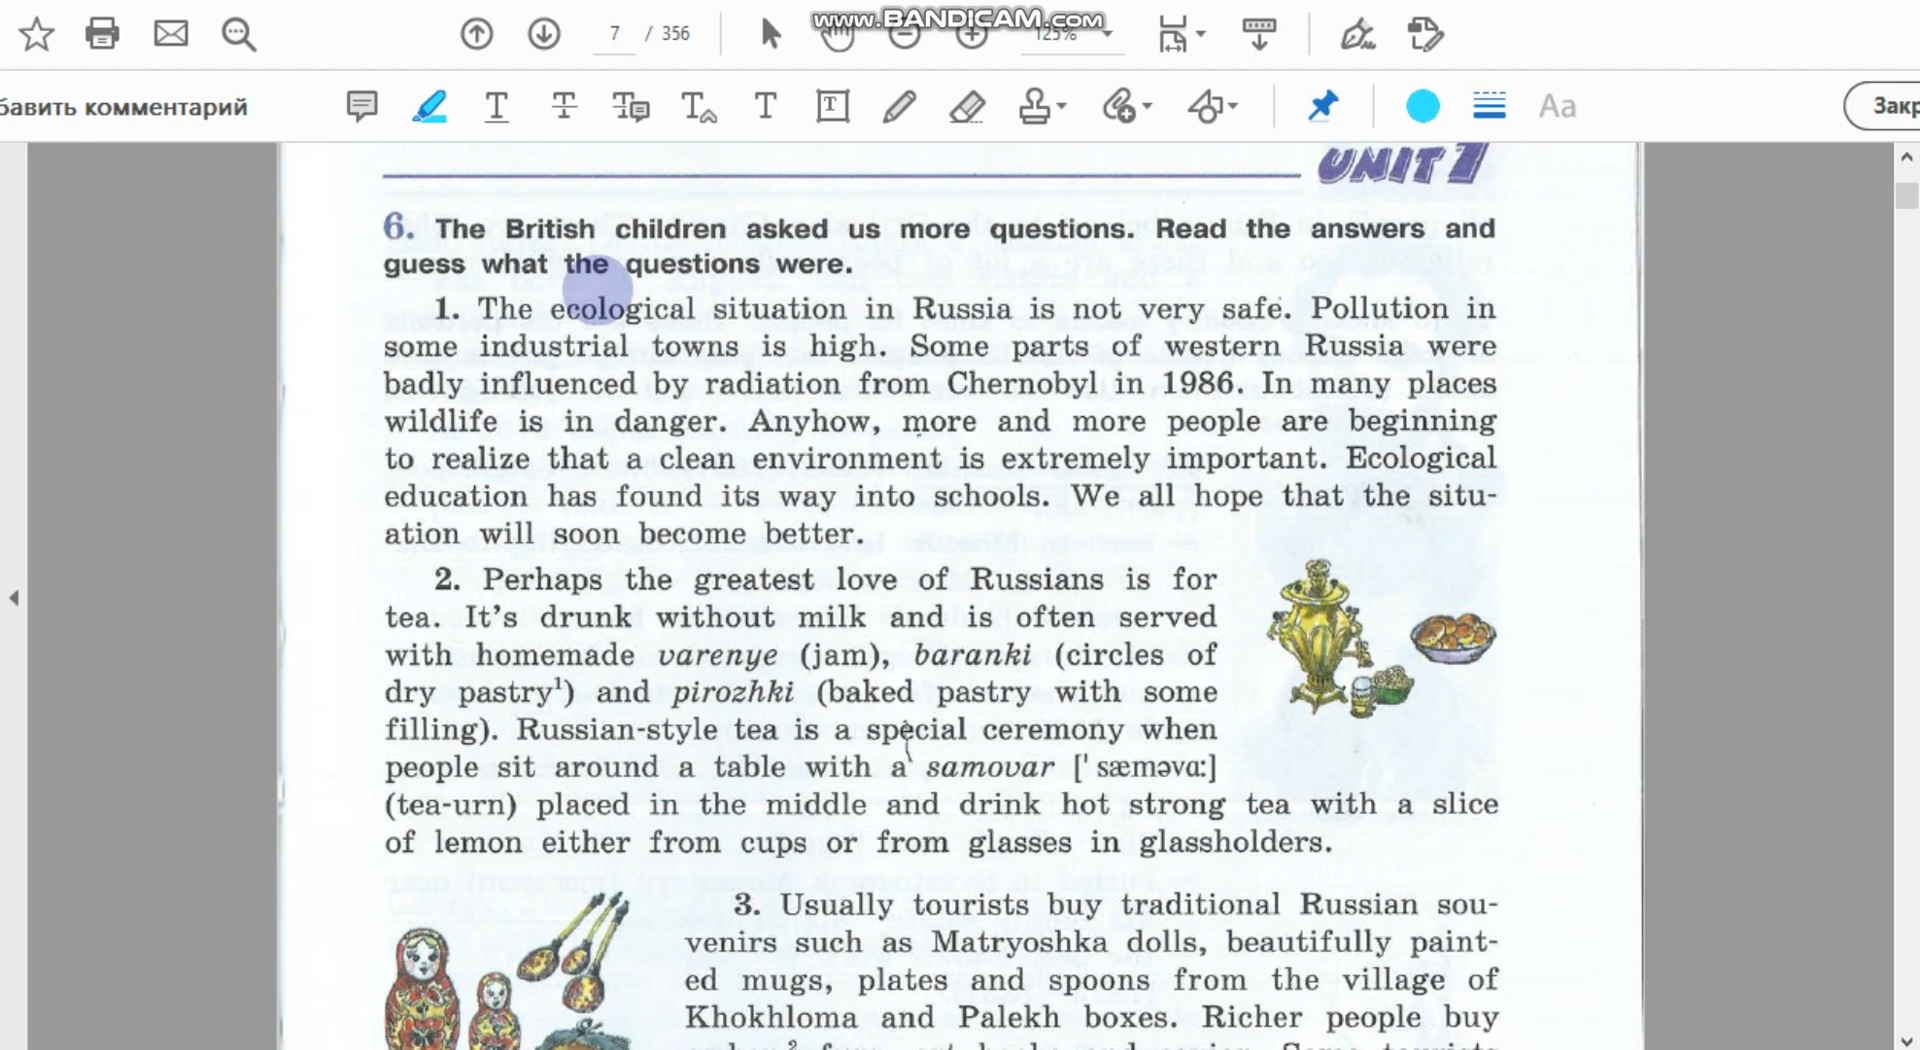 www.BANDICAM.com
7 / 356
125%
бавить комментарий
Aa
Закр
UNIT 1
6. The British children asked us more questions. Read the answers and
guess what the questions were.
1. The ecological situation in Russia is not very safe. Pollution in
some industrial towns is high. Some parts of western Russia were
badly influenced by radiation from Chernobyl in 1986. In many places
wildlife is in danger. Anyhow, more and more people are beginning
to realize that a clean environment is extremely important. Ecological
education has found its way into schools. We all hope that the situ-
ation will soon become better.
2. Perhaps the greatest love of Russians is for
tea. It's drunk without milk and is often served
with homemade varenye (jam), baranki (circles of
dry pastry¹) and pirozhki (baked pastry with some
filling). Russian-style tea is a special ceremony when
people sit around a table with a samovar ['sæməvɑː]
(tea-urn) placed in the middle and drink hot strong tea with a slice
of lemon either from cups or from glasses in glassholders.
3. Usually tourists buy traditional Russian sou-
venirs such as Matryoshka dolls, beautifully paint-
ed mugs, plates and spoons from the village of
Khokhloma and Palekh boxes. Richer people buy